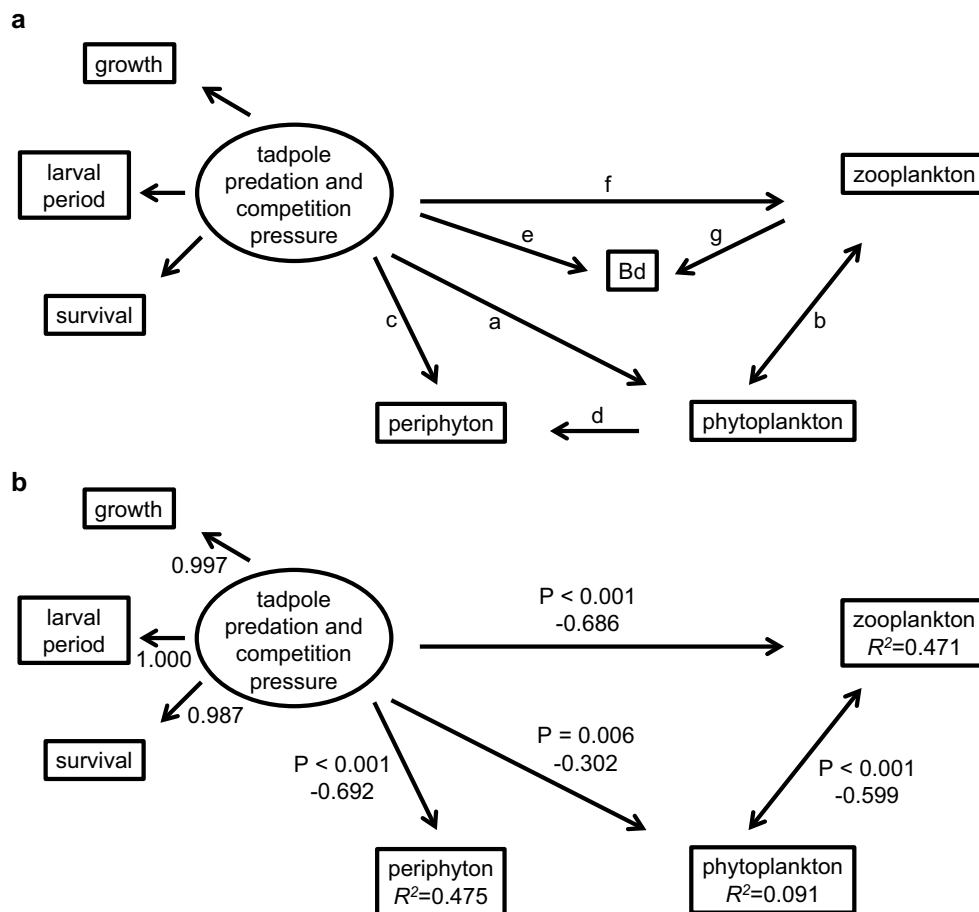 a
growth
larval
period
survival
tadpole
predation and
competition
pressure
f
e
g
c
a
b
d
Bd
zooplankton
periphyton
phytoplankton
b
growth
0.997
larval
period
1.000
0.987
survival
tadpole
predation and
competition
pressure
P < 0.001
-0.686
zooplankton
R²=0.471
P = 0.006
-0.302
P < 0.001
-0.692
P < 0.001
-0.599
periphyton
R²=0.475
phytoplankton
R²=0.091